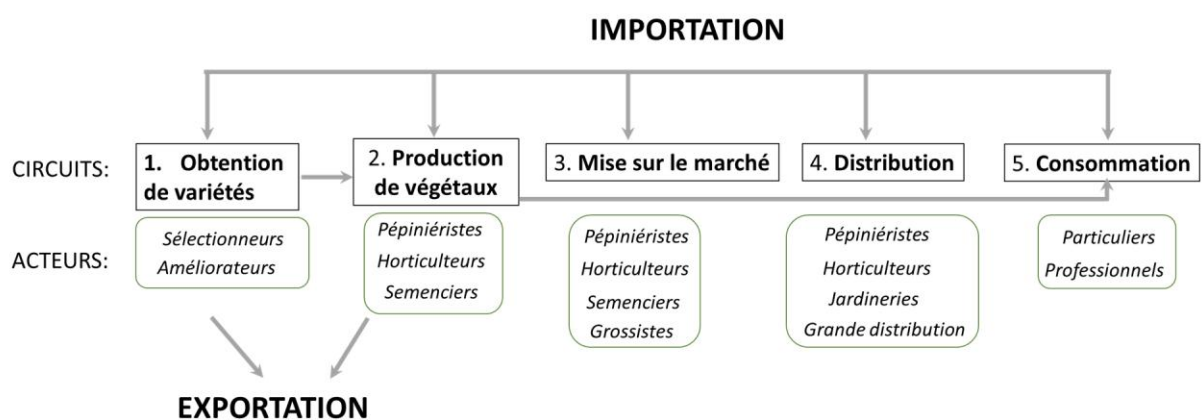 IMPORTATION
CIRCUITS:
1. Obtention
de variétés
2. Production
de végétaux
3. Mise sur le marché
4. Distribution
5. Consommation
ACTEURS:
Sélectionneurs
Améliorateurs
Pépiniéristes
Horticulteurs
Semenciers
Pépiniéristes
Horticulteurs
Semenciers
Grossistes
Pépiniéristes
Horticulteurs
Jardineries
Grande distribution
Particuliers
Professionnels
EXPORTATION